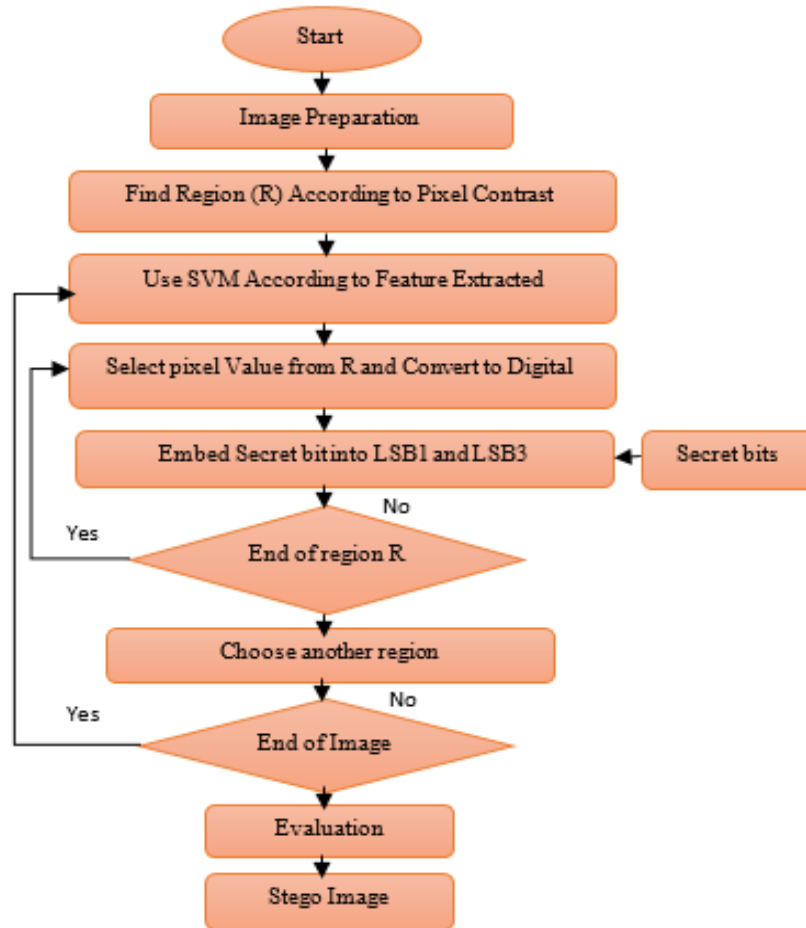 Start
Image Preparation
Find Region (R) According to Pixel Contrast
Use SVM According to Feature Extracted
Select pixel Value from R and Convert to Digital
Embed Secret bit into LSB1 and LSB3
Secret bits
No
Yes
End of region R
Choose another region
No
Yes
End of Image
Evaluation
Stego Image